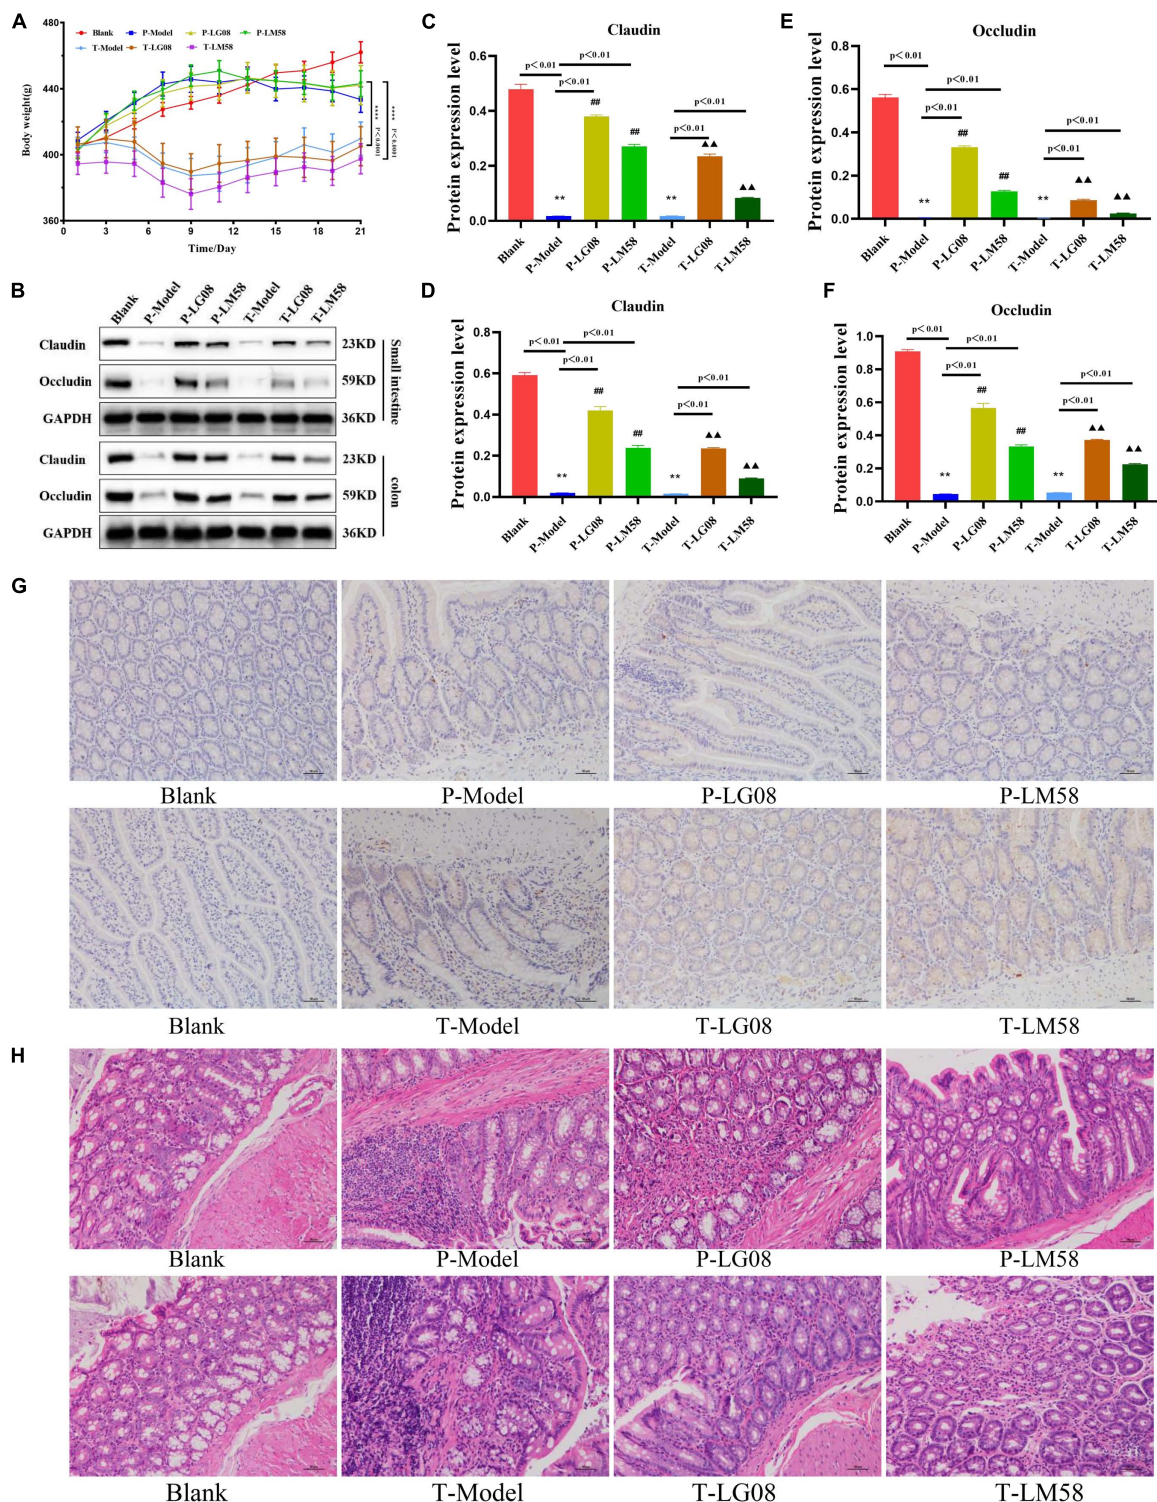 A
Blank P-Model P-LG08 P-LM58
T-Model T-LG08 T-LM58
Body weight(g)
480
440
400
360
0 3 6 9 12 15 18 21
Time/Day
**** P<0.0001
**** P<0.0001
B
Blank P-Model P-LG08 P-LM58 T-Model T-LG08 T-LM58
Claudin 23KD
Occludin 59KD
GAPDH 36KD
Small intestine
Claudin 23KD
Occludin 59KD
GAPDH 36KD
colon
C
Claudin
Protein expression level
0.6
0.4
0.2
0.0
p<0.01 p<0.01
p<0.01
p<0.01
p<0.01
** ## ## ** ▲▲ ▲▲
Blank P-Model P-LG08 P-LM58 T-Model T-LG08 T-LM58
E
Occludin
Protein expression level
0.8
0.6
0.4
0.2
0.0
p<0.01
p<0.01
p<0.01
p<0.01
p<0.01
** ## ## ** ▲▲ ▲▲
Blank P-Model P-LG08 P-LM58 T-Model T-LG08 T-LM58
D
Claudin
Protein expression level
0.8
0.6
0.4
0.2
0.0
p<0.01 p<0.01
p<0.01
p<0.01
p<0.01
** ## ## ** ▲▲ ▲▲
Blank P-Model P-LG08 P-LM58 T-Model T-LG08 T-LM58
F
Occludin
Protein expression level
1.0
0.8
0.6
0.4
0.2
0.0
p<0.01
p<0.01
p<0.01
p<0.01
p<0.01
** ## ## ** ▲▲ ▲▲
Blank P-Model P-LG08 P-LM58 T-Model T-LG08 T-LM58
G
Blank P-Model P-LG08 P-LM58
Blank T-Model T-LG08 T-LM58
H
Blank P-Model P-LG08 P-LM58
Blank T-Model T-LG08 T-LM58